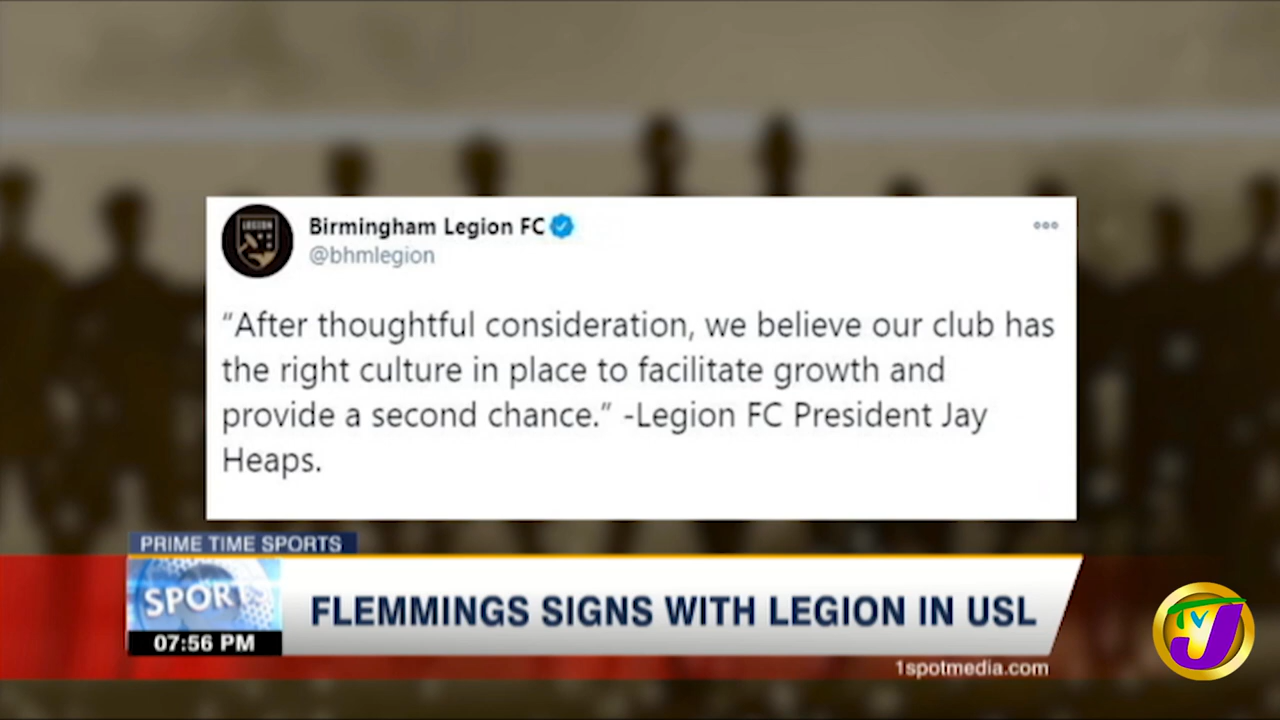 LEGION
Birmingham Legion FC
@bhmlegion
“After thoughtful consideration, we believe our club has
the right culture in place to facilitate growth and
provide a second chance.” -Legion FC President Jay
Heaps.
PRIME TIME SPORTS
SPORT
07:56 PM
FLEMMINGS SIGNS WITH LEGION IN USL
1spotmedia.com
TVJ